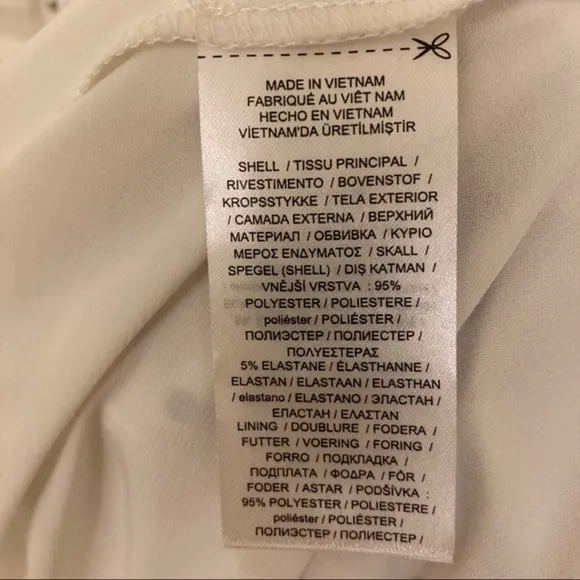 MADE IN VIETNAM
FABRIQUÉ AU VIÊT NAM
HECHO EN VIETNAM
VİETNAM'DA ÜRETİLMİŞTİR
SHELL / TISSU PRINCIPAL /
RIVESTIMENTO / BOVENSTOF /
KROPSSTYKKE / TELA EXTERIOR
/ CAMADA EXTERNA / ВЕРХНИЙ
МАТЕРИАЛ / ОБВИВКА / ΚΥΡΙΟ
ΜΕΡΟΣ ΕΝΔΥΜΑΤΟΣ / SKALL /
SPEGEL (SHELL) / DIŞ KATMAN /
VNĚJŠÍ VRSTVA : 95%
POLYESTER / POLIESTERE /
poliéster / POLIÉSTER /
ПОЛИЭСТЕР / ПОЛИЕСТЕР /
ΠΟΛΥΕΣΤΕΡΑΣ
5% ELASTANE / ÉLASTHANNE /
ELASTAN / ELASTAAN / ELASTHAN
/ elastano / ELASTANO / ЭЛАСТАН /
ЕЛАСТАН / ΕΛΑΣΤΑΝ
LINING / DOUBLURE / FODERA /
FUTTER / VOERING / FORING /
FORRO / ПОДКЛАДКА /
ПОДПЛАТА / ΦΟΔΡΑ / FÔR /
FODER / ASTAR / PODŠÍVKA :
95% POLYESTER / POLIESTERE /
poliéster / POLIÉSTER /
ПОЛИЭСТЕР / ПОЛИЕСТЕР /